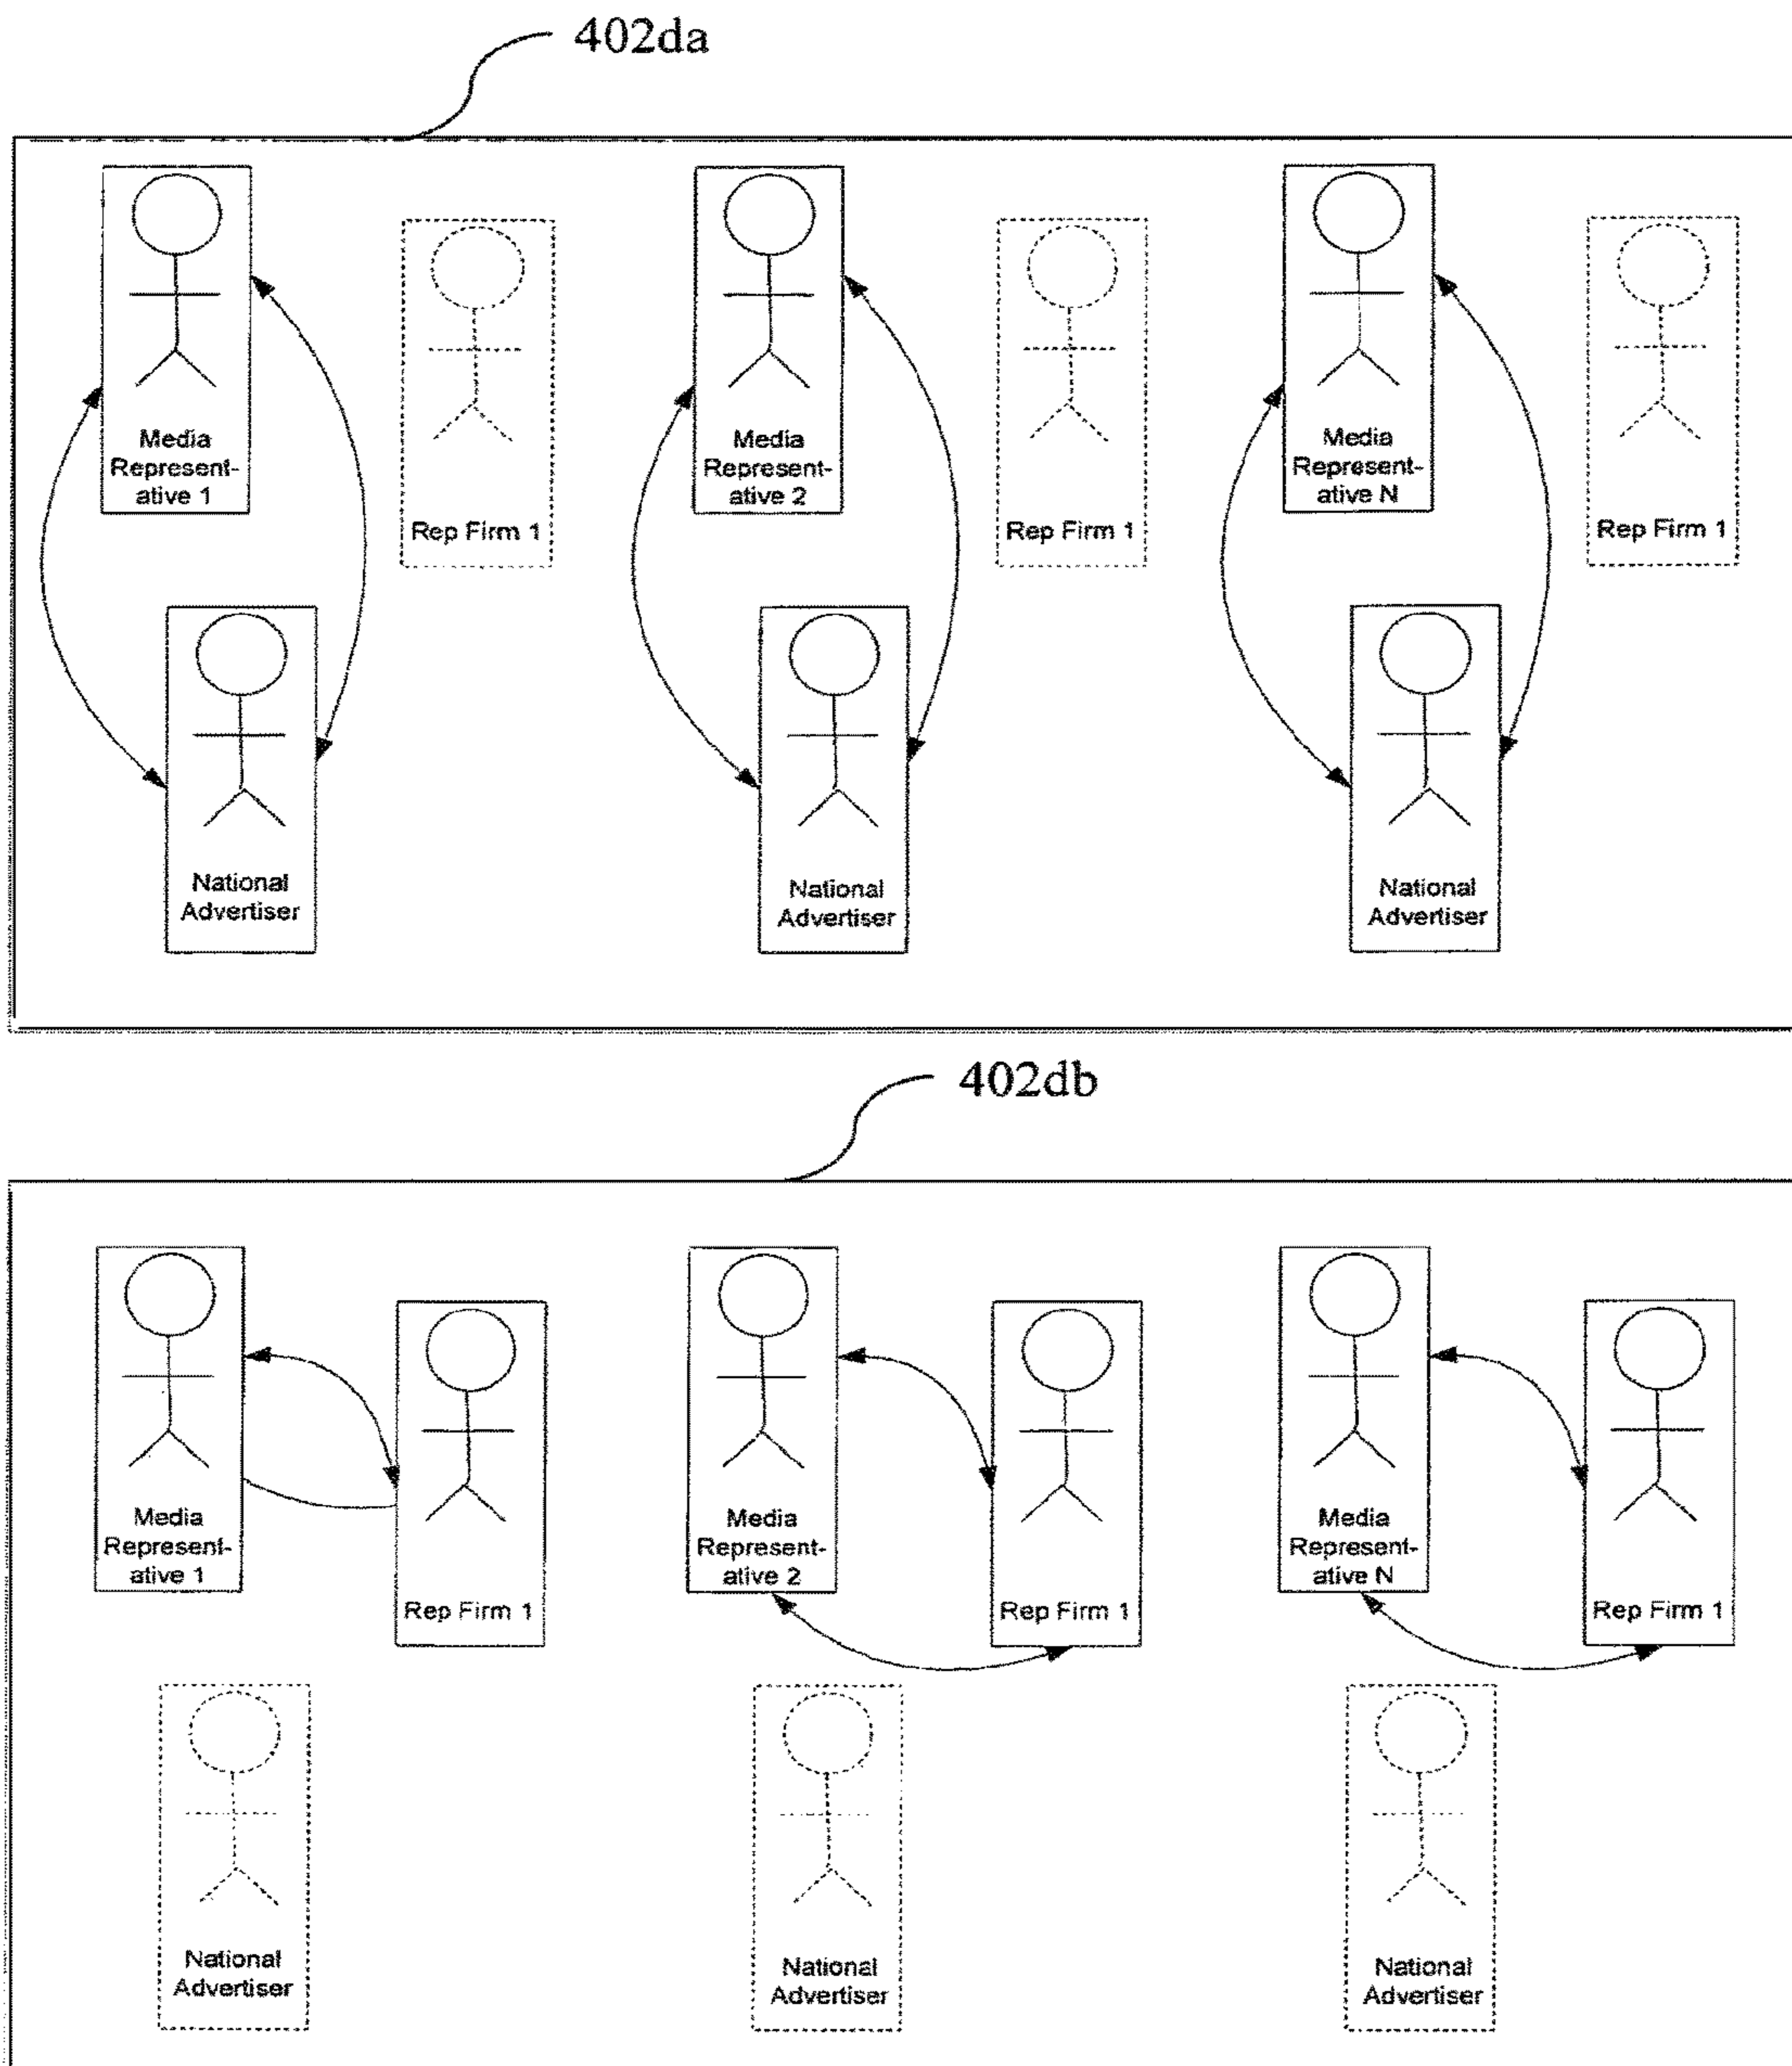 402da
Media
Represent-
ative 1
Rep Firm 1
Media
Represent-
ative 2
Rep Firm 1
Media
Represent-
ative N
Rep Firm 1
National
Advertiser
National
Advertiser
National
Advertiser
402db
Media
Represent-
ative 1
Rep Firm 1
Media
Represent-
ative 2
Rep Firm 1
Media
Represent-
ative N
Rep Firm 1
National
Advertiser
National
Advertiser
National
Advertiser